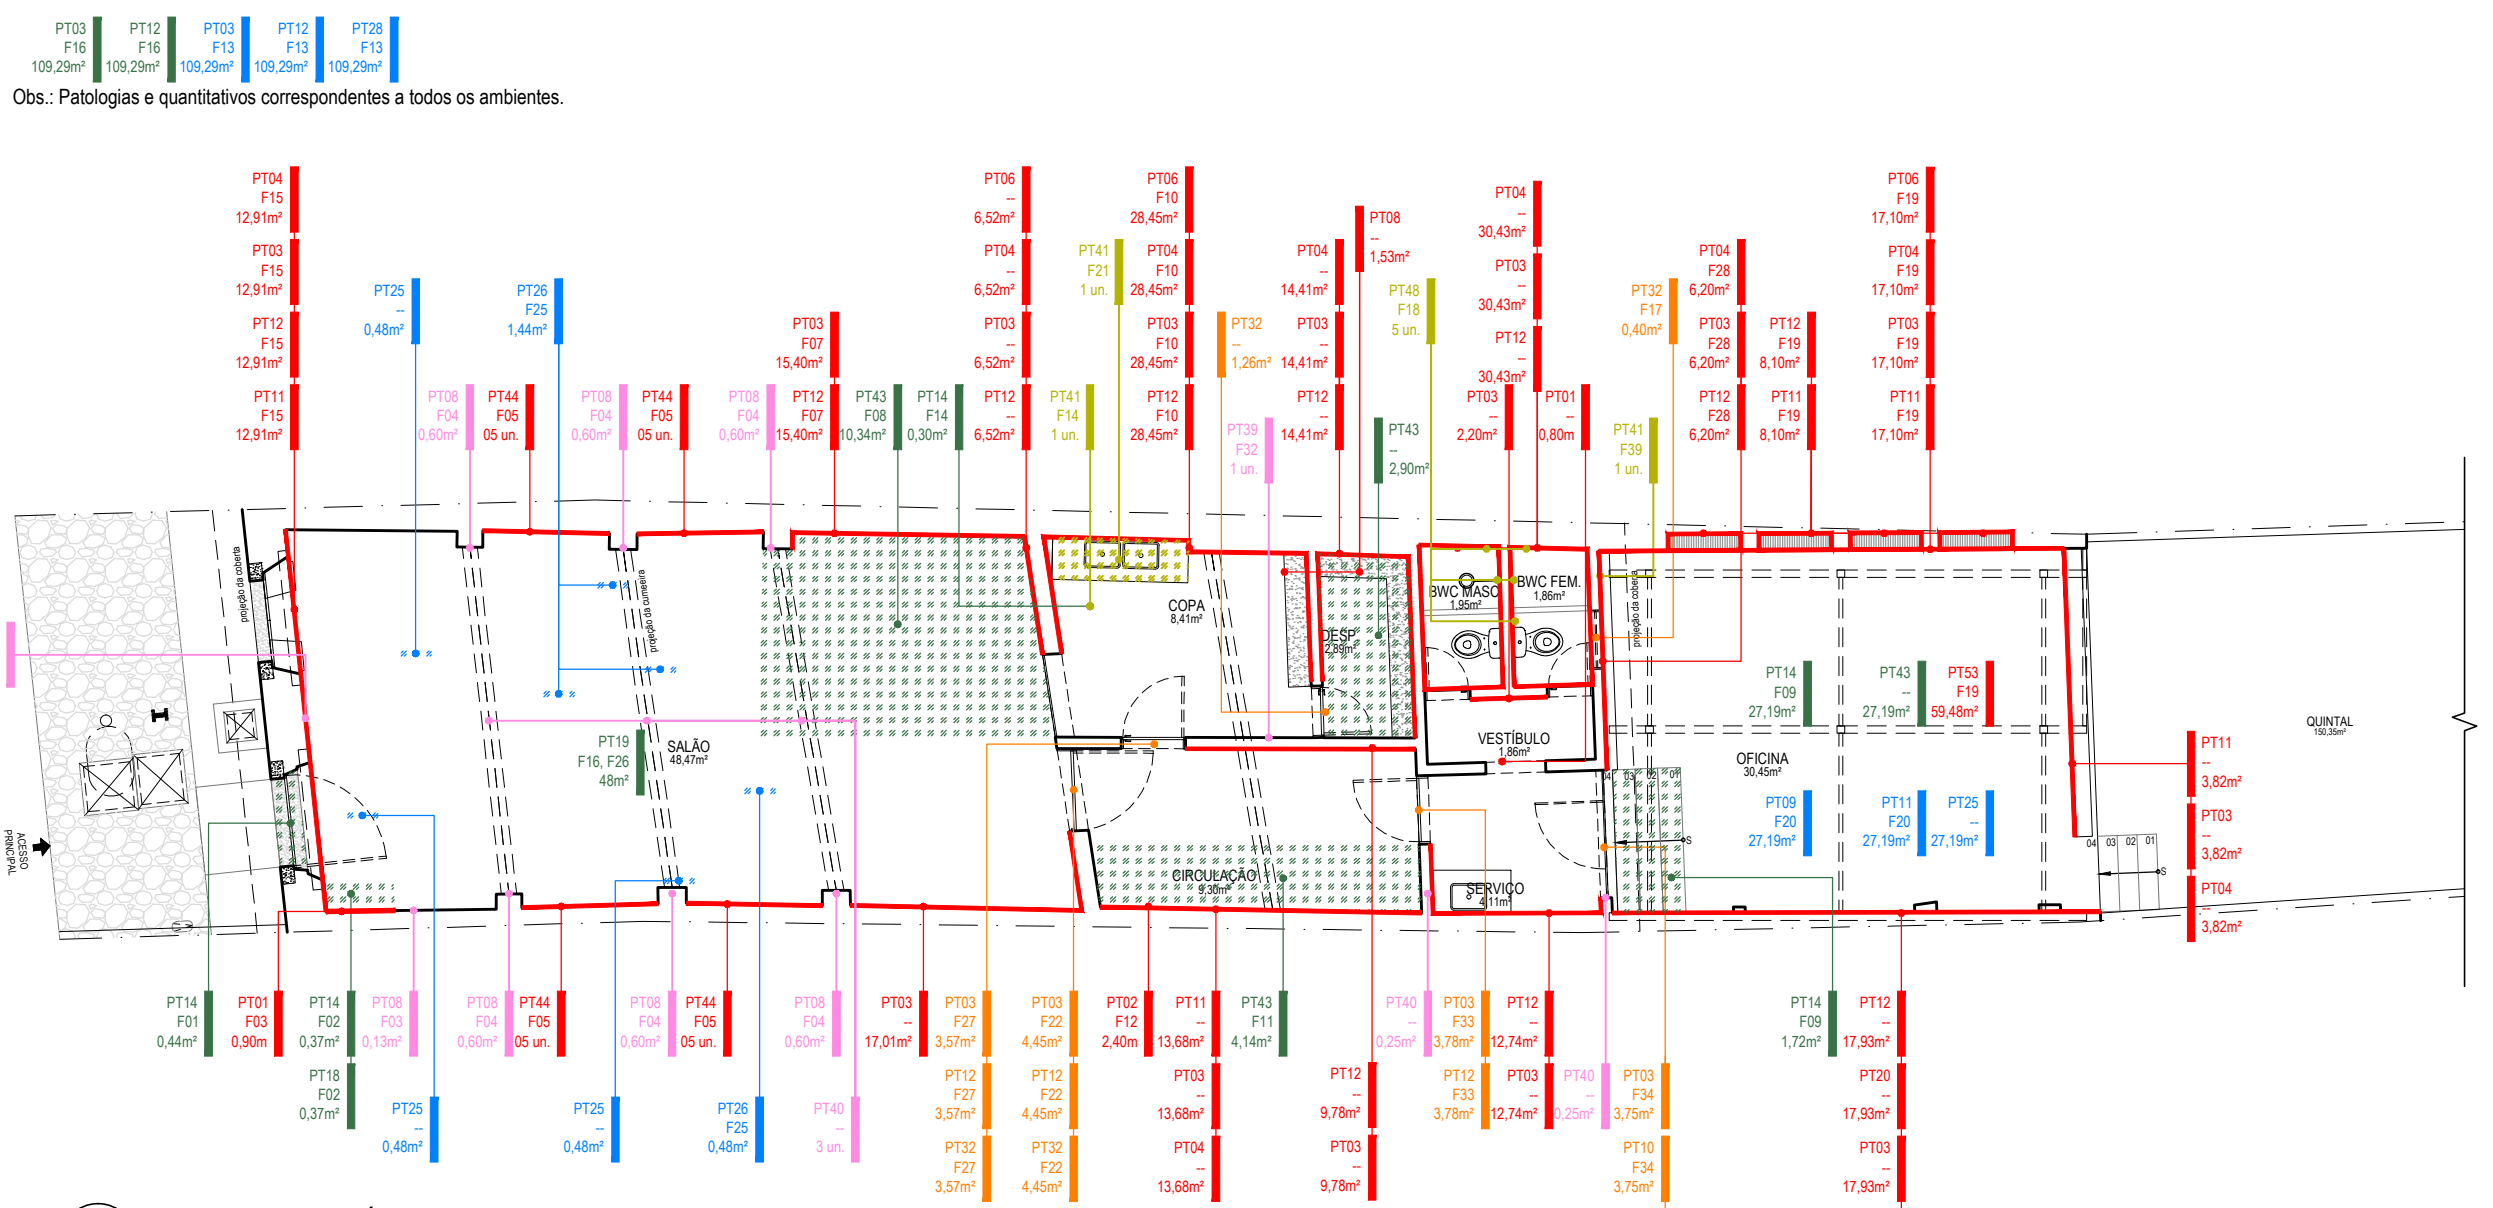 PT03
F16
109,29m²
PT12
F16
109,29m²
PT03
F13
109,29m²
PT12
F13
109,29m²
PT28
F13
109,29m²
Obs.: Patologias e quantitativos correspondentes a todos os ambientes.
PT04
F15
12,91m²
PT03
F15
12,91m²
PT12
F15
12,91m²
PT11
F15
12,91m²
PT25
--
0,48m²
PT08
F04
0,60m²
PT44
F05
05 un.
PT26
F25
1,44m²
PT08
F04
0,60m²
PT44
F05
05 un.
PT08
F04
0,60m²
PT03
F07
15,40m²
PT12
F07
15,40m²
PT43
F08
10,34m²
PT14
F14
0,30m²
PT06
--
6,52m²
PT04
--
6,52m²
PT03
--
6,52m²
PT12
--
6,52m²
PT41
F21
1 un.
PT41
F14
1 un.
PT06
F10
28,45m²
PT04
F10
28,45m²
PT03
F10
28,45m²
PT12
F10
28,45m²
PT32
--
1,26m²
PT39
F32
1 un.
PT04
--
14,41m²
PT03
--
14,41m²
PT12
--
14,41m²
PT08
--
1,53m²
PT43
--
2,90m²
PT48
F18
5 un.
PT04
--
30,43m²
PT03
--
30,43m²
PT12
--
30,43m²
PT03
--
2,20m²
PT01
--
0,80m
PT32
F17
0,40m²
PT41
F39
1 un.
PT04
F28
6,20m²
PT03
F28
6,20m²
PT12
F28
6,20m²
PT12
F19
8,10m²
PT11
F19
8,10m²
PT06
F19
17,10m²
PT04
F19
17,10m²
PT03
F19
17,10m²
PT11
F19
17,10m²
projeção da coberta
projeção da cumeeira
projeção da coberta
COPA
8,41m²
DESP.
2,89m²
BWC MASC.
1,95m²
BWC FEM.
1,86m²
PT14
F09
27,19m²
PT43
--
27,19m²
PT53
F19
59,48m²
QUINTAL
150,35m²
PT19
F16, F26
48m²
SALÃO
48,47m²
VESTÍBULO
1,86m²
OFICINA
30,45m²
04
03
02
01
S
PT09
F20
27,19m²
PT11
F20
27,19m²
PT25
--
27,19m²
PT11
--
3,82m²
PT03
--
3,82m²
PT04
--
3,82m²
04
03
02
01
S
ACESSO
PRINCIPAL
CIRCULAÇÃO
9,30m²
SERVIÇO
4,11m²
PT14
F01
0,44m²
PT01
F03
0,90m
PT14
F02
0,37m²
PT18
F02
0,37m²
PT08
F03
0,13m²
PT25
--
0,48m²
PT08
F04
0,60m²
PT44
F05
05 un.
PT25
--
0,48m²
PT08
F04
0,60m²
PT44
F05
05 un.
PT26
F25
0,48m²
PT08
F04
0,60m²
PT40
--
3 un.
PT03
--
17,01m²
PT03
F27
3,57m²
PT12
F27
3,57m²
PT32
F27
3,57m²
PT03
F22
4,45m²
PT12
F22
4,45m²
PT32
F22
4,45m²
PT02
F12
2,40m
PT11
--
13,68m²
PT03
--
13,68m²
PT04
--
13,68m²
PT43
F11
4,14m²
PT12
--
9,78m²
PT03
--
9,78m²
PT40
--
0,25m²
PT03
F33
3,78m²
PT12
F33
3,78m²
PT12
--
12,74m²
PT03
--
12,74m²
PT40
--
0,25m²
PT03
F34
3,75m²
PT10
F34
3,75m²
PT14
F09
1,72m²
PT12
--
17,93m²
PT20
--
17,93m²
PT03
--
17,93m²